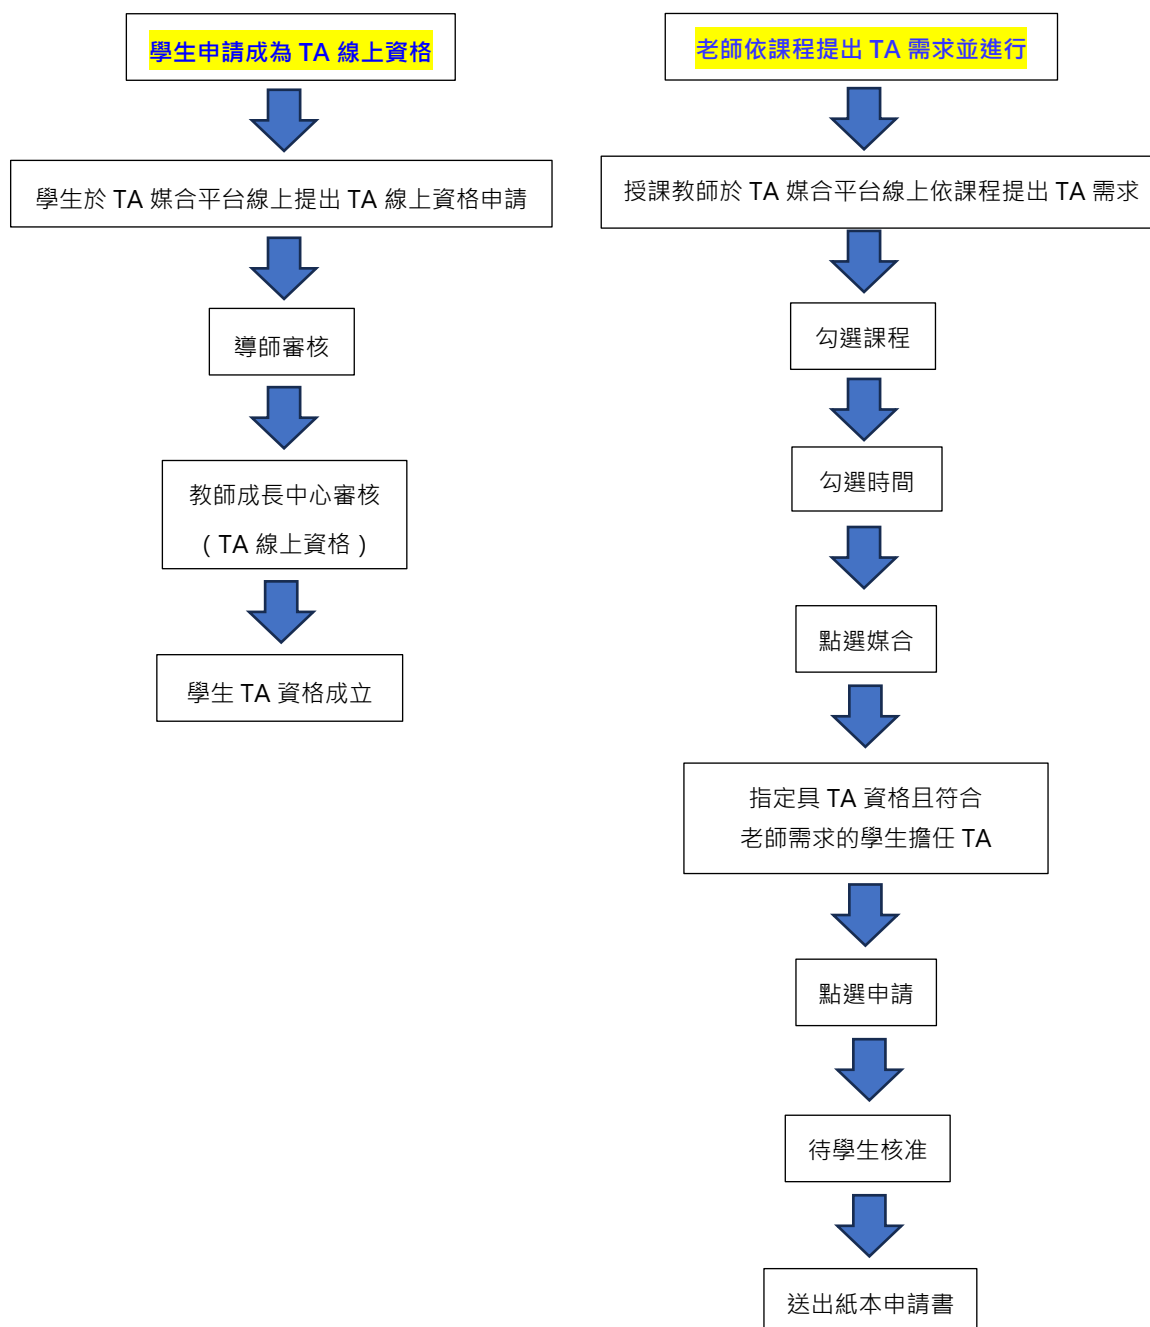 學生申請成為 TA 線上資格
學生於 TA 媒合平台線上提出 TA 線上資格申請
導師審核
教師成長中心審核
( TA 線上資格 )
學生 TA 資格成立
老師依課程提出 TA 需求並進行
授課教師於 TA 媒合平台線上依課程提出 TA 需求
勾選課程
勾選時間
點選媒合
指定具 TA 資格且符合
老師需求的學生擔任 TA
點選申請
待學生核准
送出紙本申請書